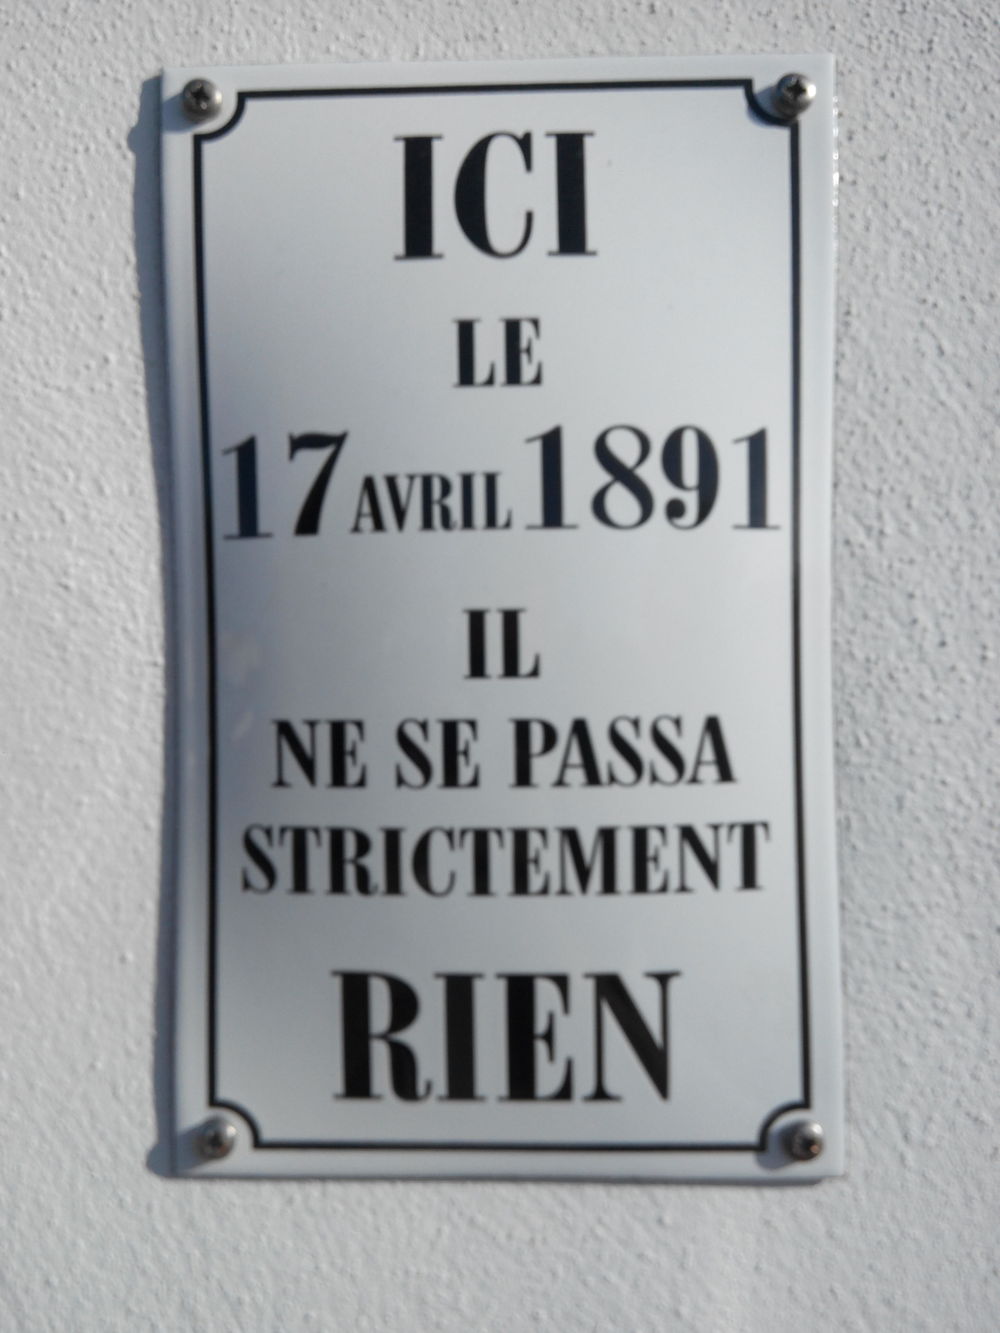 ICI
LE
17 AVRIL 1891
IL
NE SE PASSA
STRICTEMENT
RIEN